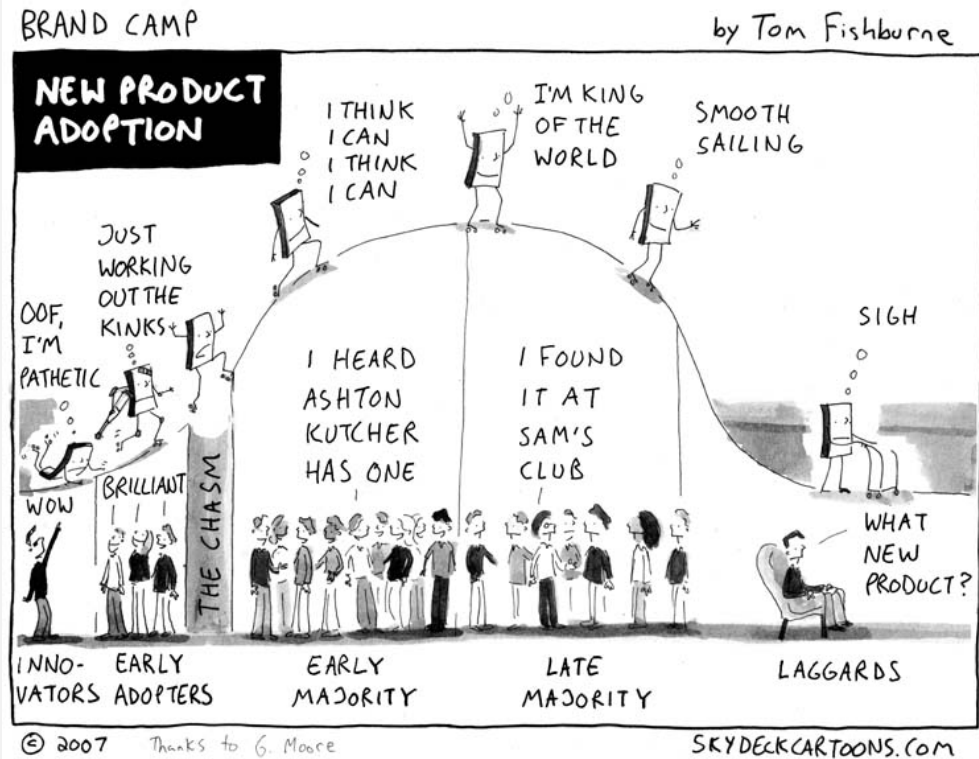 BRAND CAMP
by Tom Fishburne
NEW PRODUCT
ADOPTION
OOF,
I'M
PATHETIC
JUST
WORKING
OUT THE
KINKS
I THINK
I CAN
I THINK
I CAN
I'M KING
OF THE
WORLD
SMOOTH
SAILING
SIGH
WOW
BRILLIANT
THE CHASM
I HEARD
ASHTON
KUTCHER
HAS ONE
I FOUND
IT AT
SAM'S
CLUB
WHAT
NEW
PRODUCT?
INNO-
VATORS
EARLY
ADOPTERS
EARLY
MAJORITY
LATE
MAJORITY
LAGGARDS
© 2007
Thanks to G. Moore
SKYDECKCARTOONS.COM